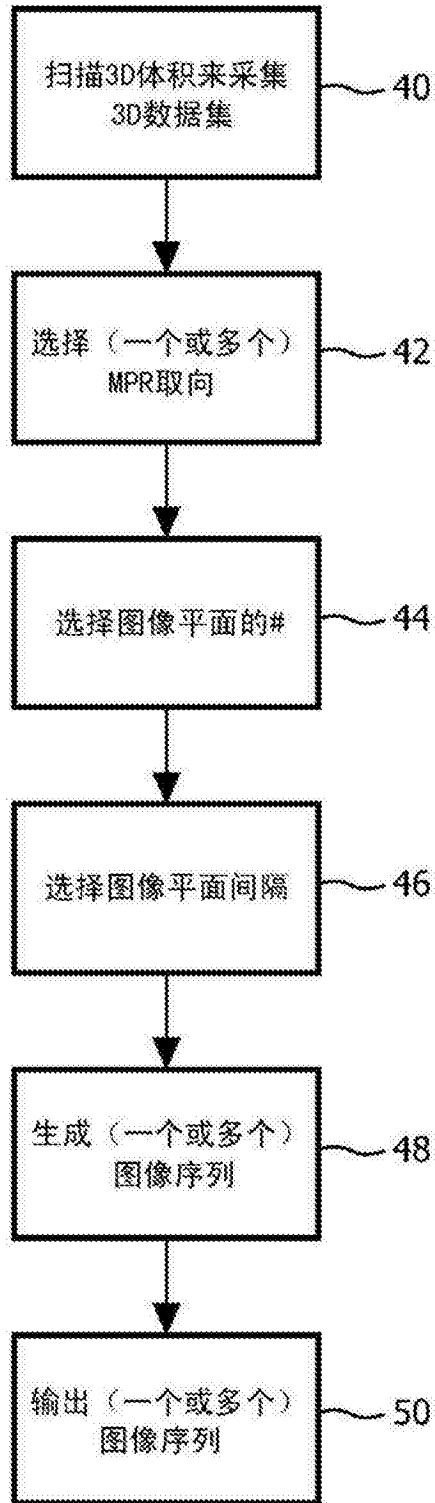 扫描3D体积来采集
3D数据集
40
选择（一个或多个）
MPR取向
42
选择图像平面的#
44
选择图像平面间隔
46
生成（一个或多个）
图像序列
48
输出（一个或多个）
图像序列
50